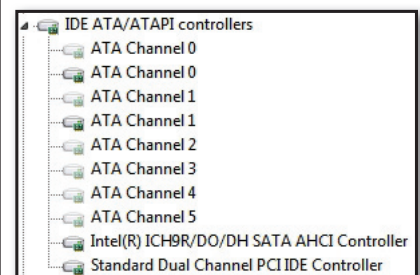 IDE ATA/ATAPI controllers
ATA Channel 0
ATA Channel 0
ATA Channel 1
ATA Channel 1
ATA Channel 2
ATA Channel 3
ATA Channel 4
ATA Channel 5
Intel(R) ICH9R/DO/DH SATA AHCI Controller
Standard Dual Channel PCI IDE Controller